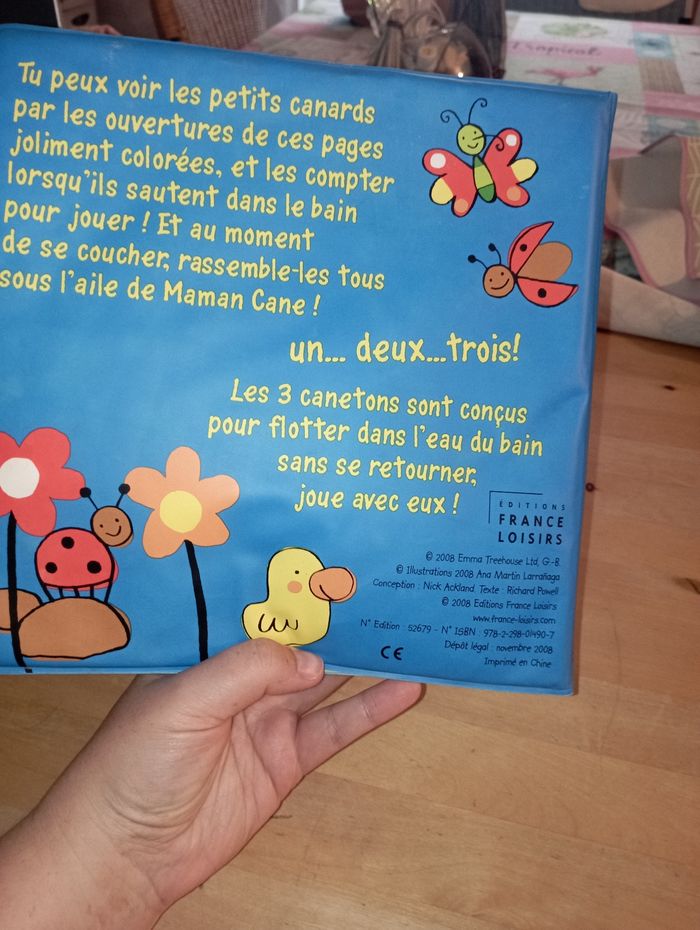 Tu peux voir les petits canards
par les ouvertures de ces pages
joliment colorées, et les compter
lorsqu'ils sautent dans le bain
pour jouer ! Et au moment
de se coucher, rassemble-les tous
sous l'aile de Maman Cane !
un... deux...trois!
Les 3 canetons sont conçus
pour flotter dans l'eau du bain
sans se retourner,
joue avec eux !
ÉDITIONS
FRANCE
LOISIRS
© 2008 Emma Treehouse Ltd, G-B.
© Illustrations 2008 Ana Martin Larrañaga
Conception : Nick Ackland. Texte : Richard Powell
© 2008 Editions France Loisirs
www.france-loisirs.com
N° Edition : 52679 - N° ISBN : 978-2-298-01490-7
Dépôt légal : novembre 2008
Imprimé en Chine
CE
Tropical